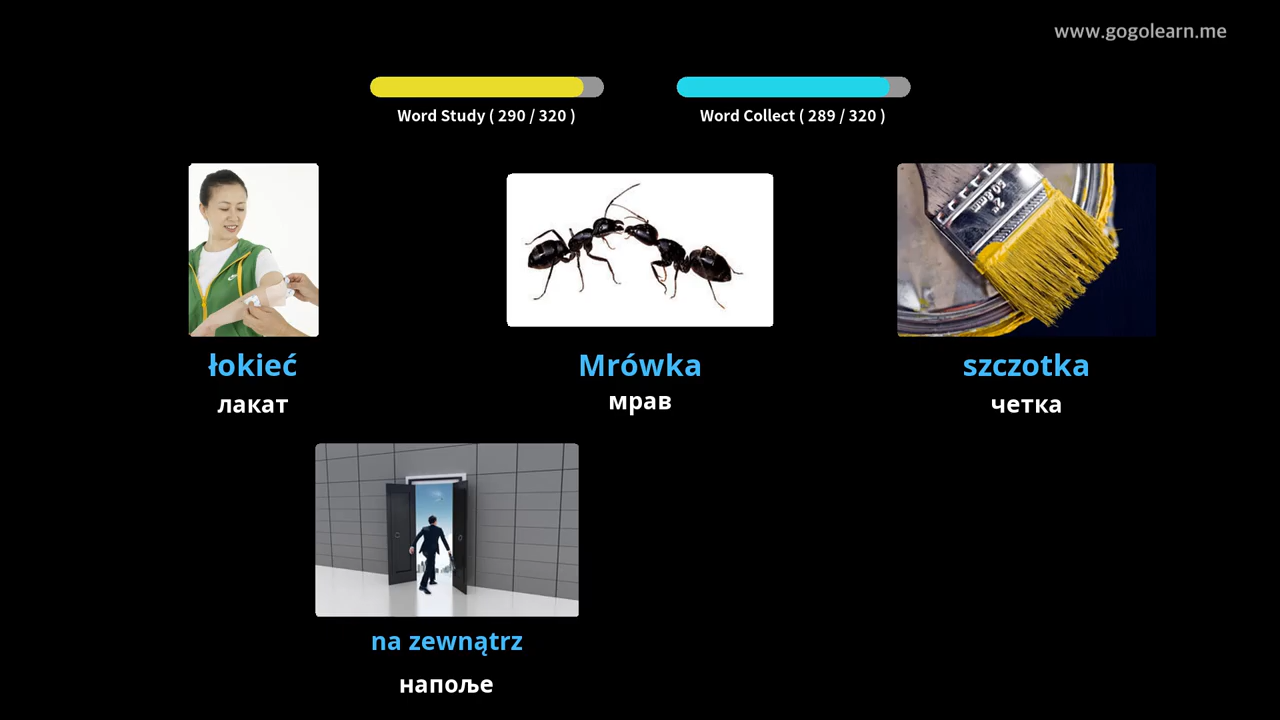 www.gogolearn.me
Word Study ( 290 / 320 )
Word Collect ( 289 / 320 )
łokieć
лакат
Mrówka
мрав
szczotka
четка
na zewnątrz
напоље